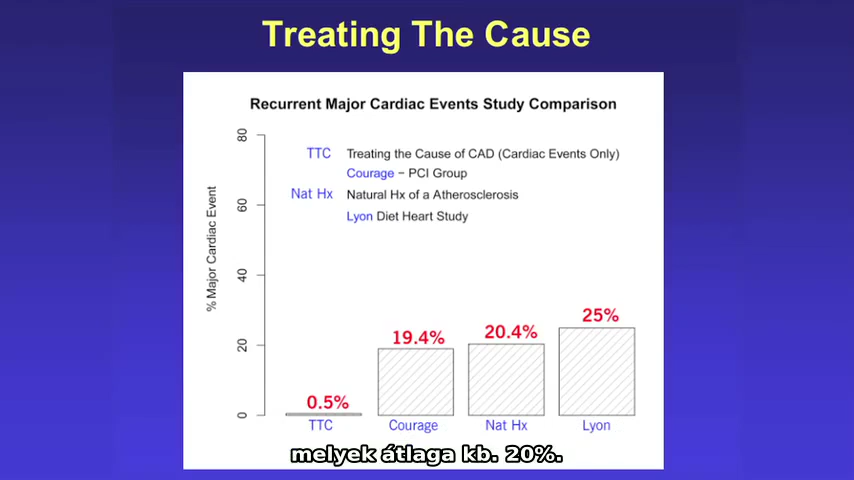 Treating The Cause
Recurrent Major Cardiac Events Study Comparison
TTC Treating the Cause of CAD (Cardiac Events Only)
Courage − PCI Group
Nat Hx Natural Hx of a Atherosclerosis
Lyon Diet Heart Study
% Major Cardiac Event
80
60
40
20
0
0.5%
19.4%
20.4%
25%
TTC Courage Nat Hx Lyon
melyek átlaga kb. 20%.